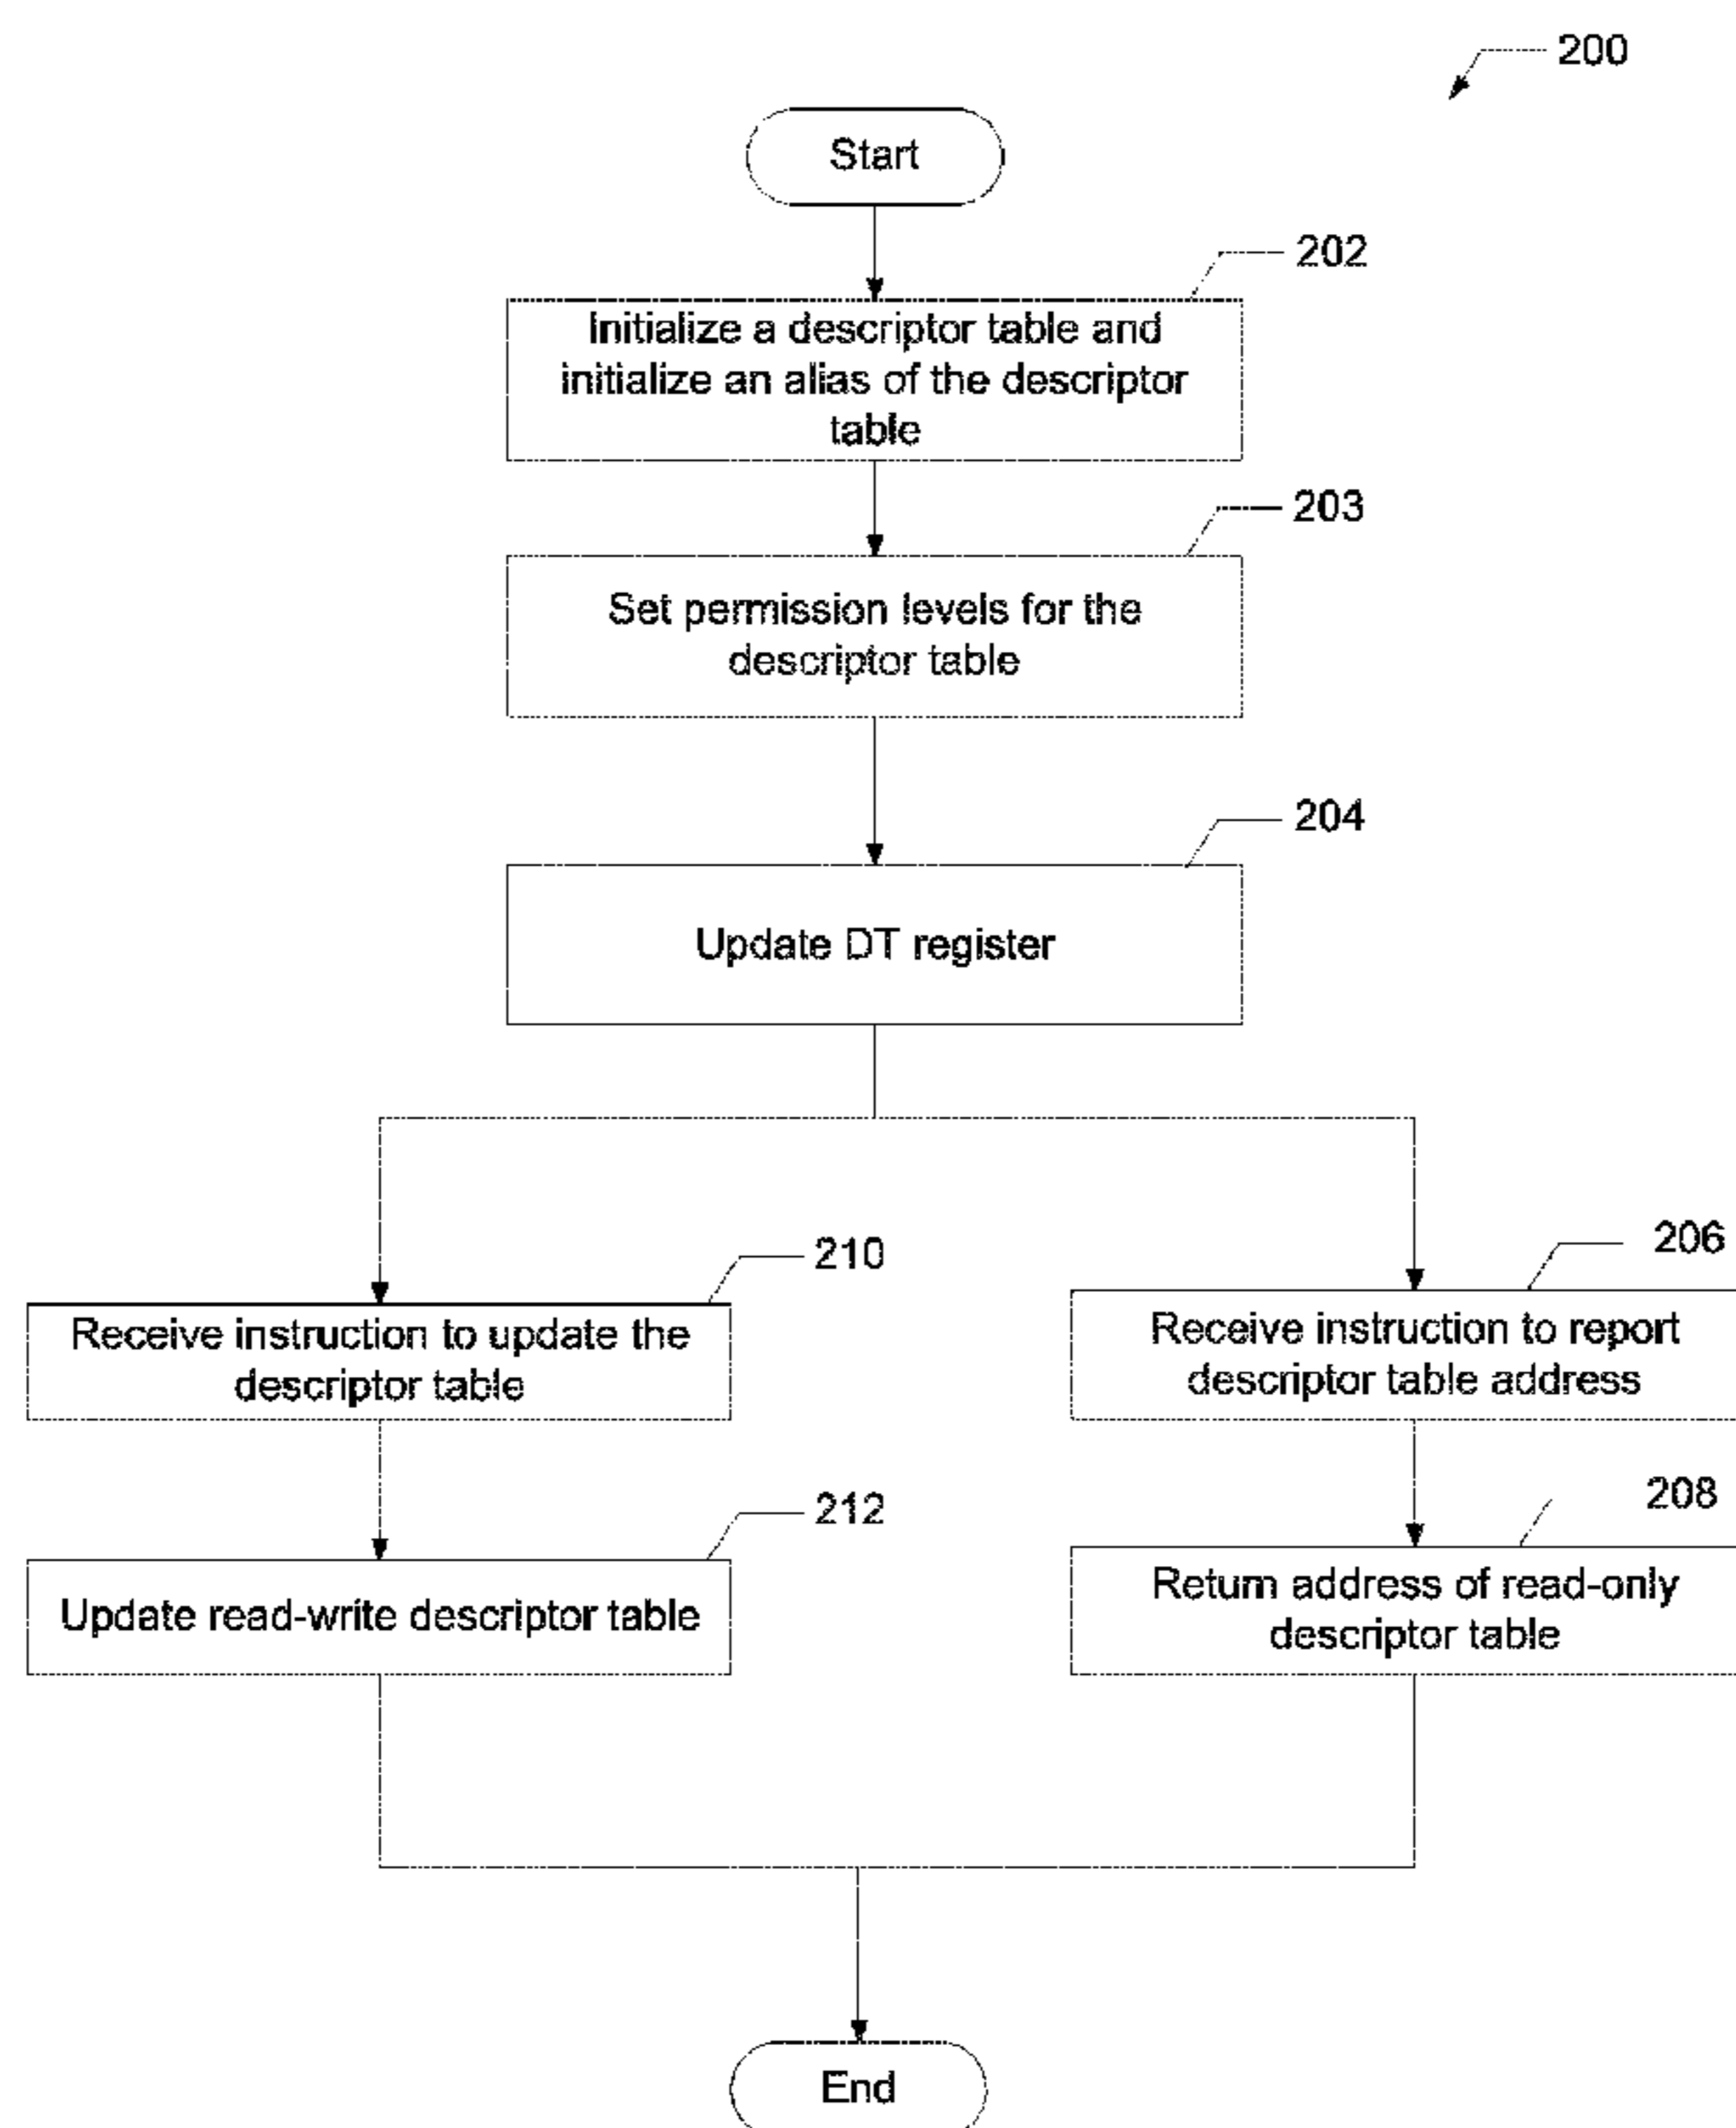 200
Start
202
Initialize a descriptor table and
initialize an alias of the descriptor
table
203
Set permission levels for the
descriptor table
204
Update DT register
210
Receive instruction to update the
descriptor table
206
Receive instruction to report
descriptor table address
212
Update read-write descriptor table
208
Return address of read-only
descriptor table
End